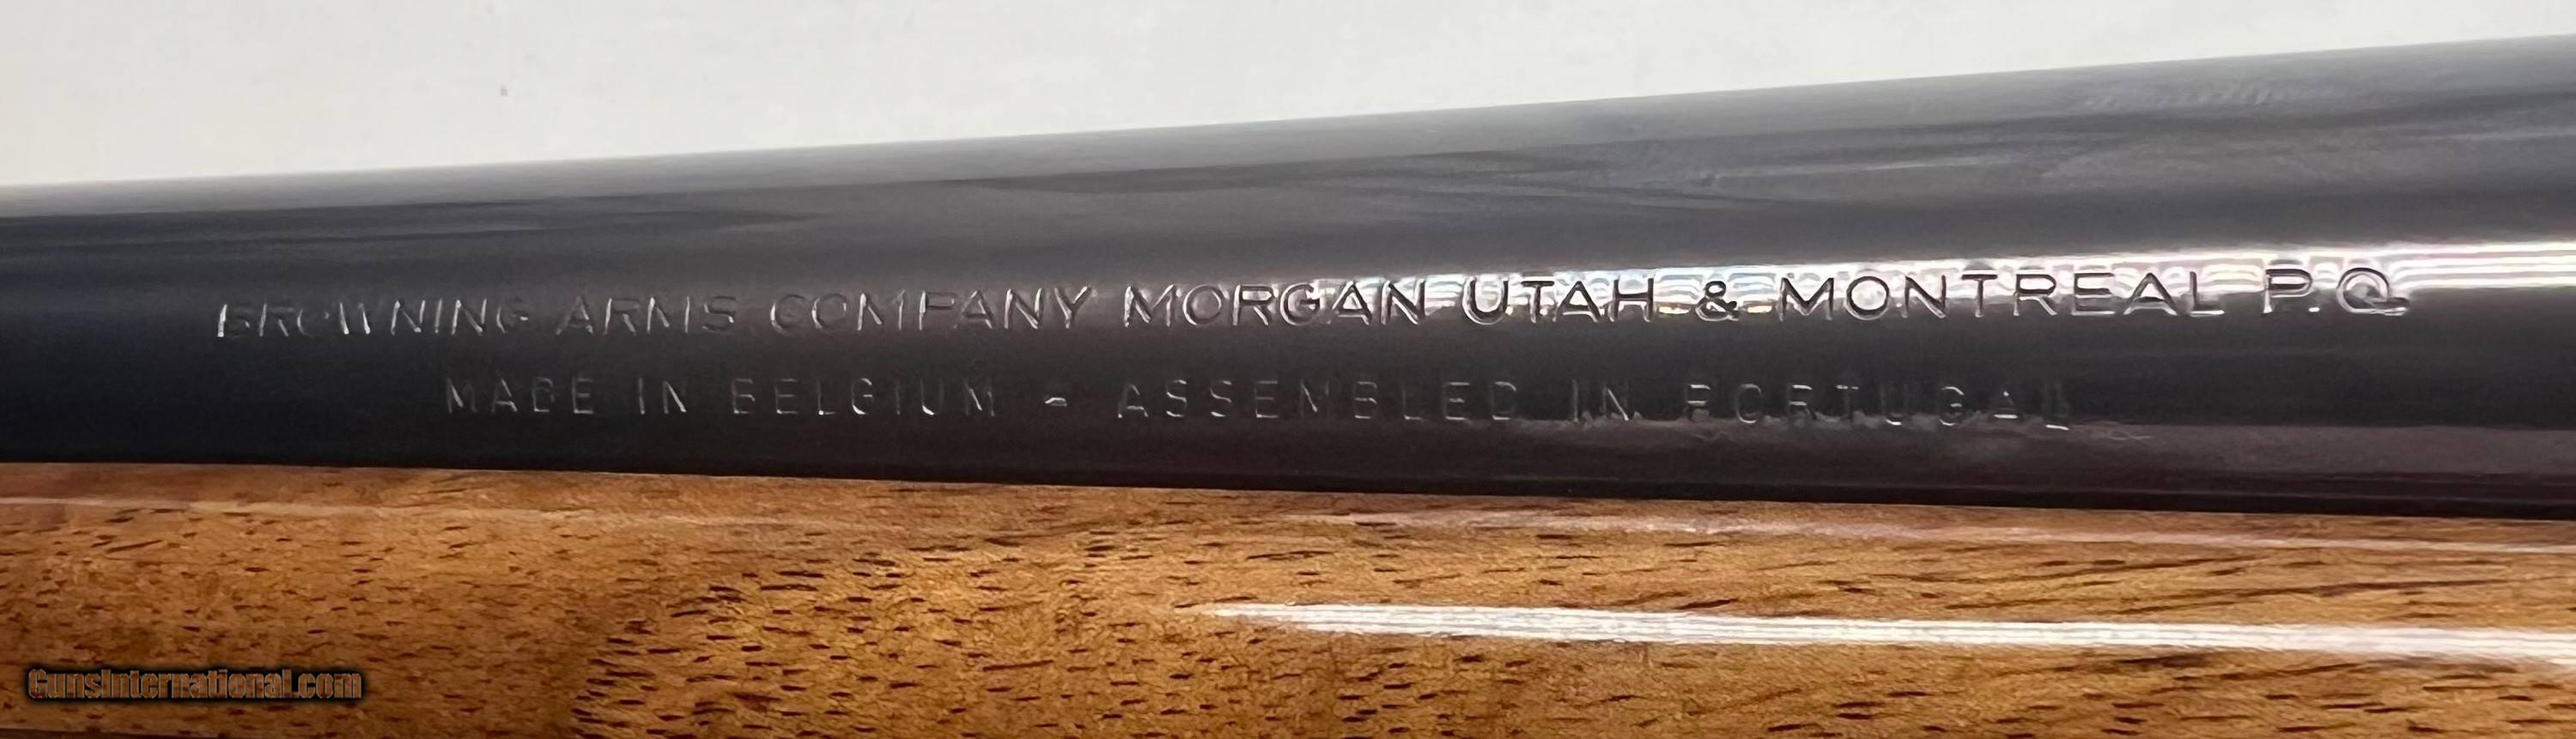 BROWNING ARMS COMPANY MORGAN UTAH & MONTREAL P.Q.
MADE IN BELGIUM - ASSEMBLED IN PORTUGAL
GunsInternational.com